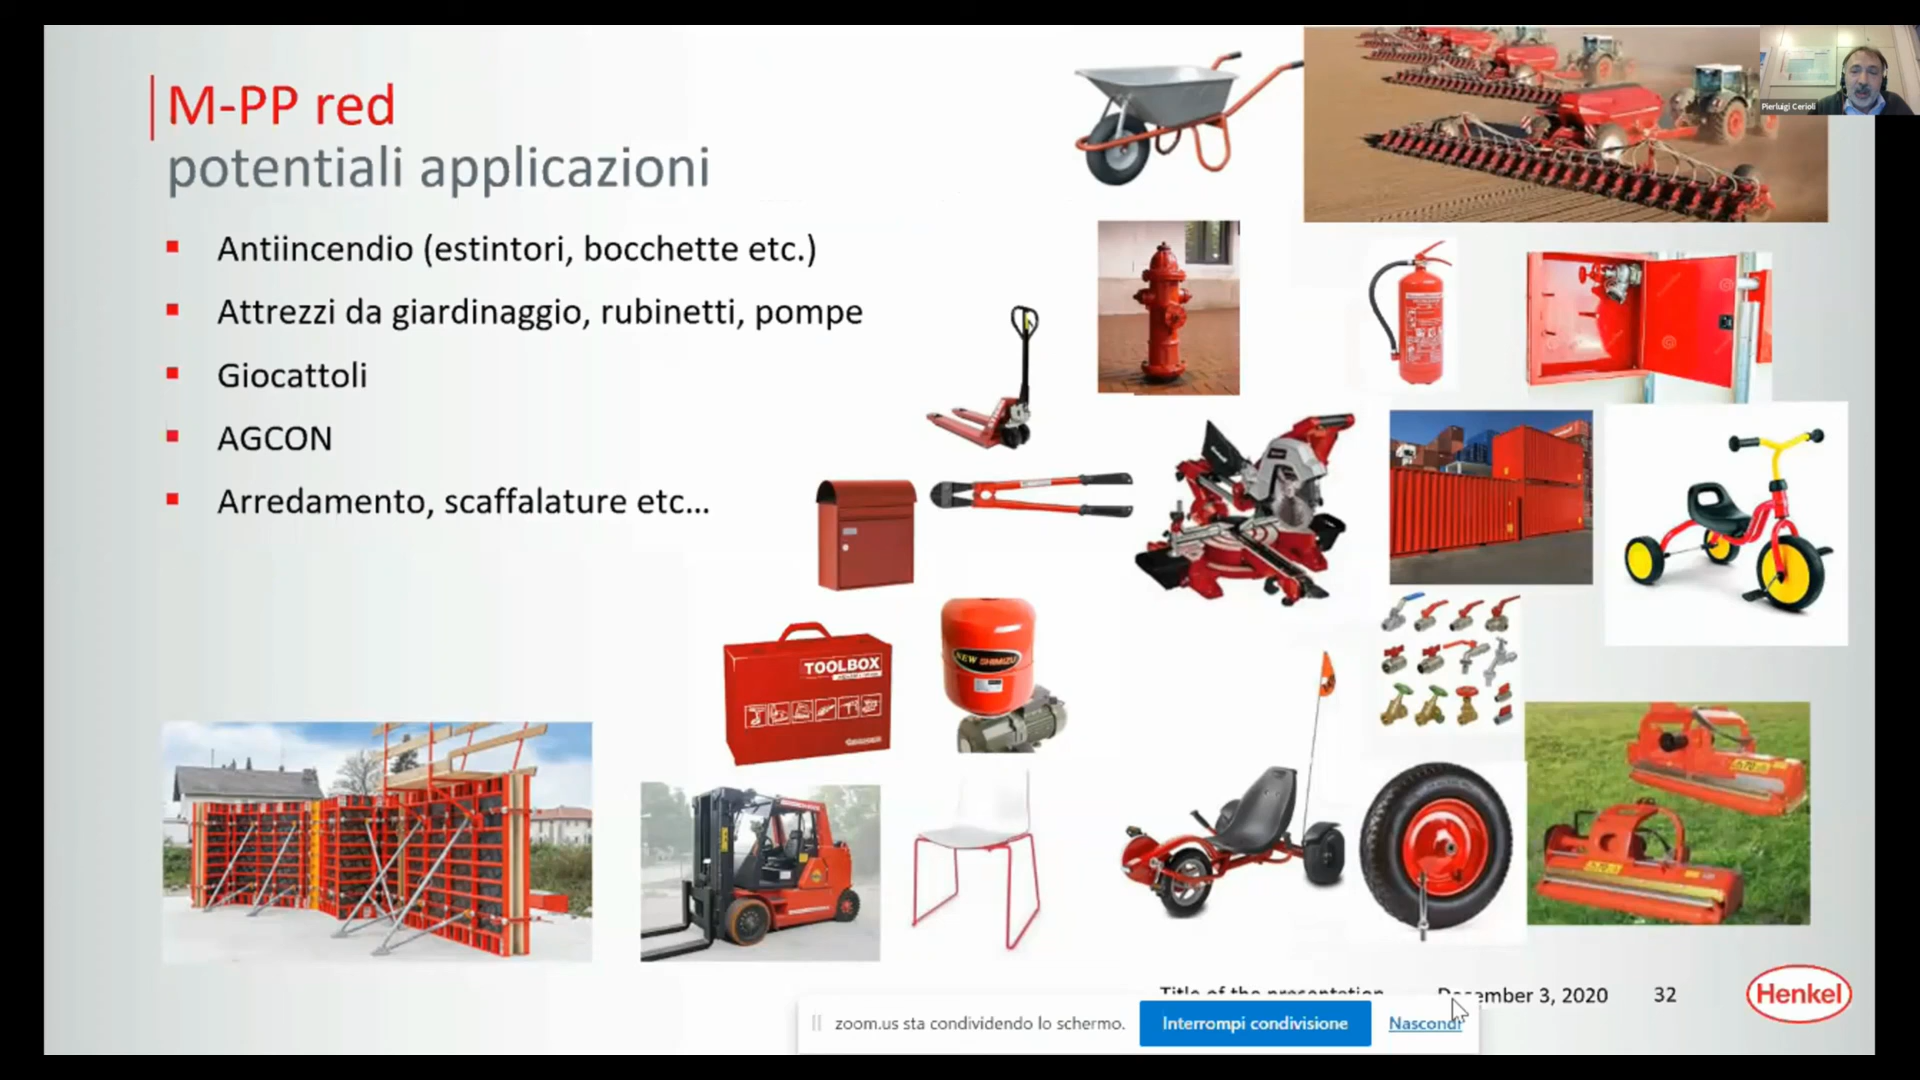 M-PP red
potenziali applicazioni
Pierluigi Cerioli
Antiincendio (estintori, bocchette etc.)
Attrezzi da giardinaggio, rubinetti, pompe
Giocattoli
AGCON
Arredamento, scaffalature etc...
TOOLBOX
NEW SHIMIZU
Title of the presentation
December 3, 2020
32
Henkel
zoom.us sta condividendo lo schermo.
Interrompi condivisione
Nascondi